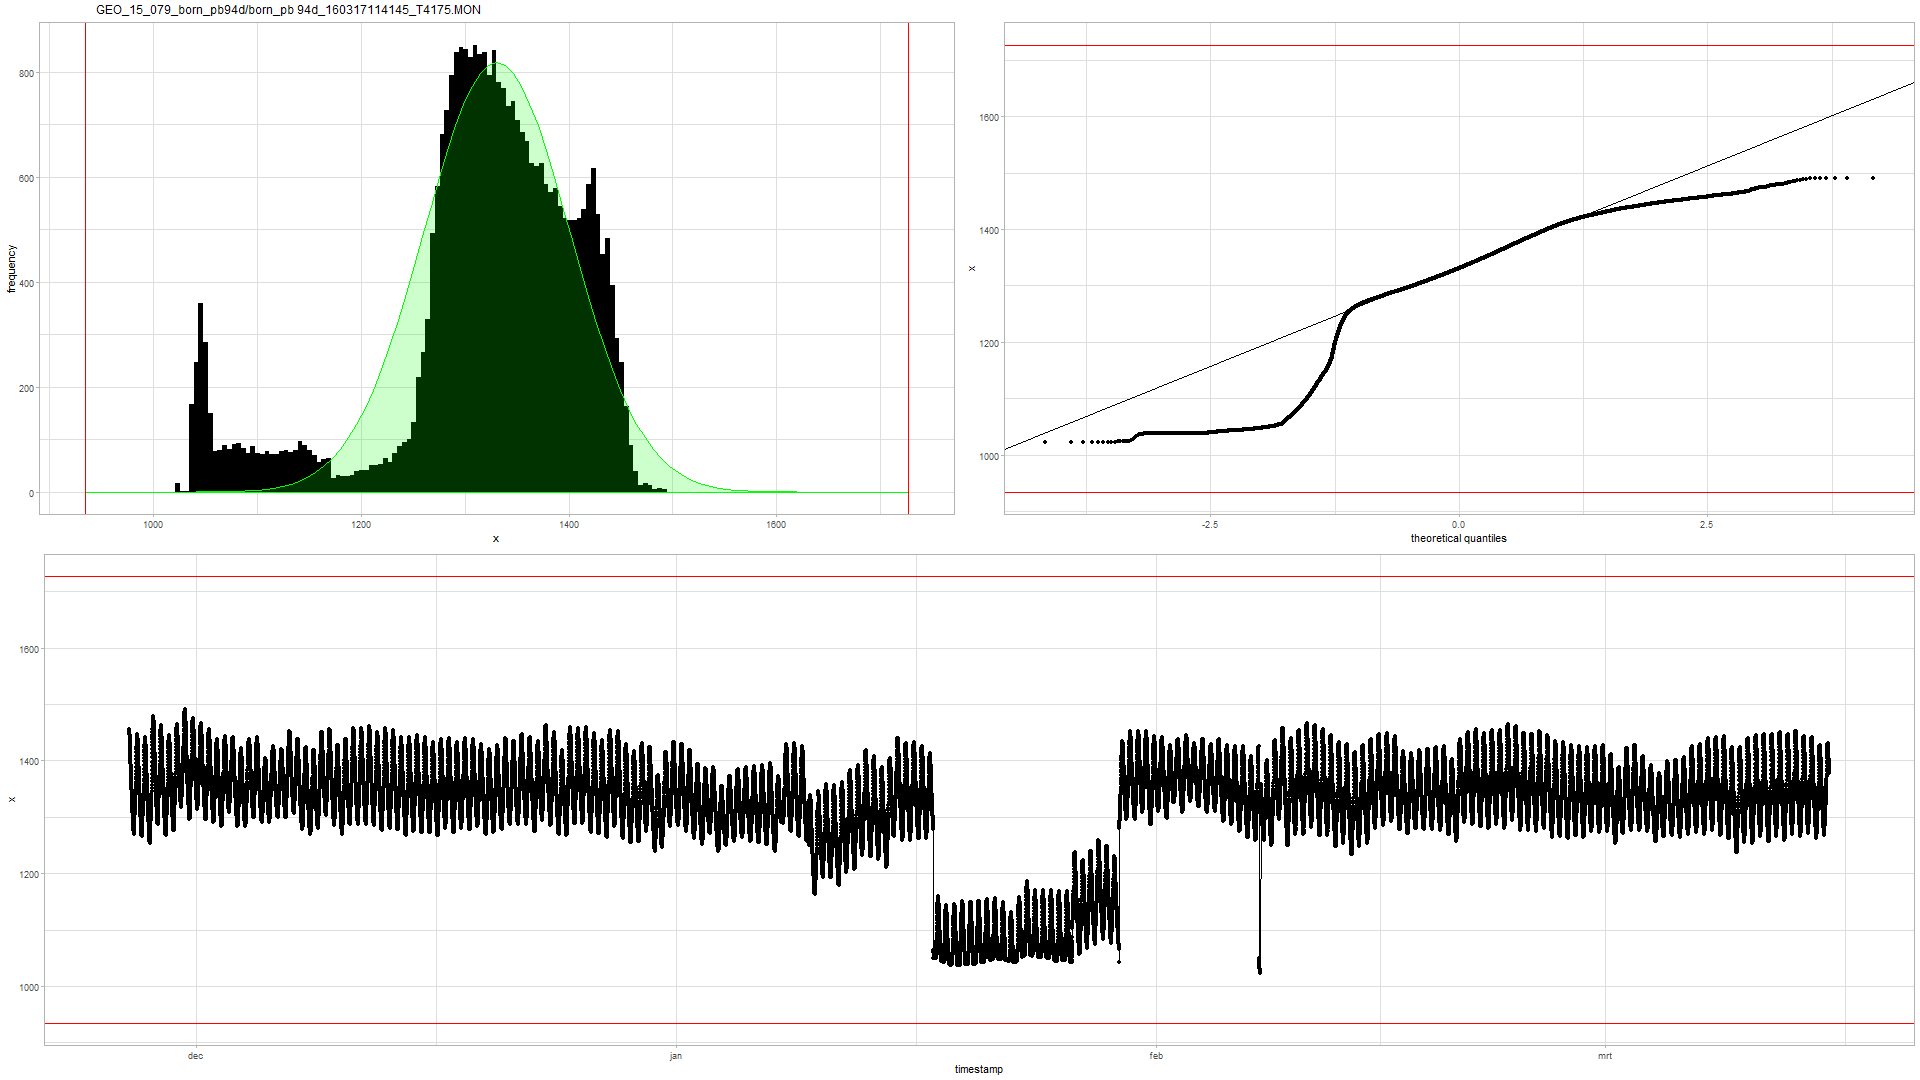 GEO_15_079_born_pb94d/born_pb 94d_160317114145_T4175.MON
frequency
800
600
400
200
0
1000 1200 1400 1600
x
x
1600
1400
1200
1000
-2.5 0.0 2.5
theoretical quantiles
x
1600
1400
1200
1000
dec jan feb mrt
timestamp